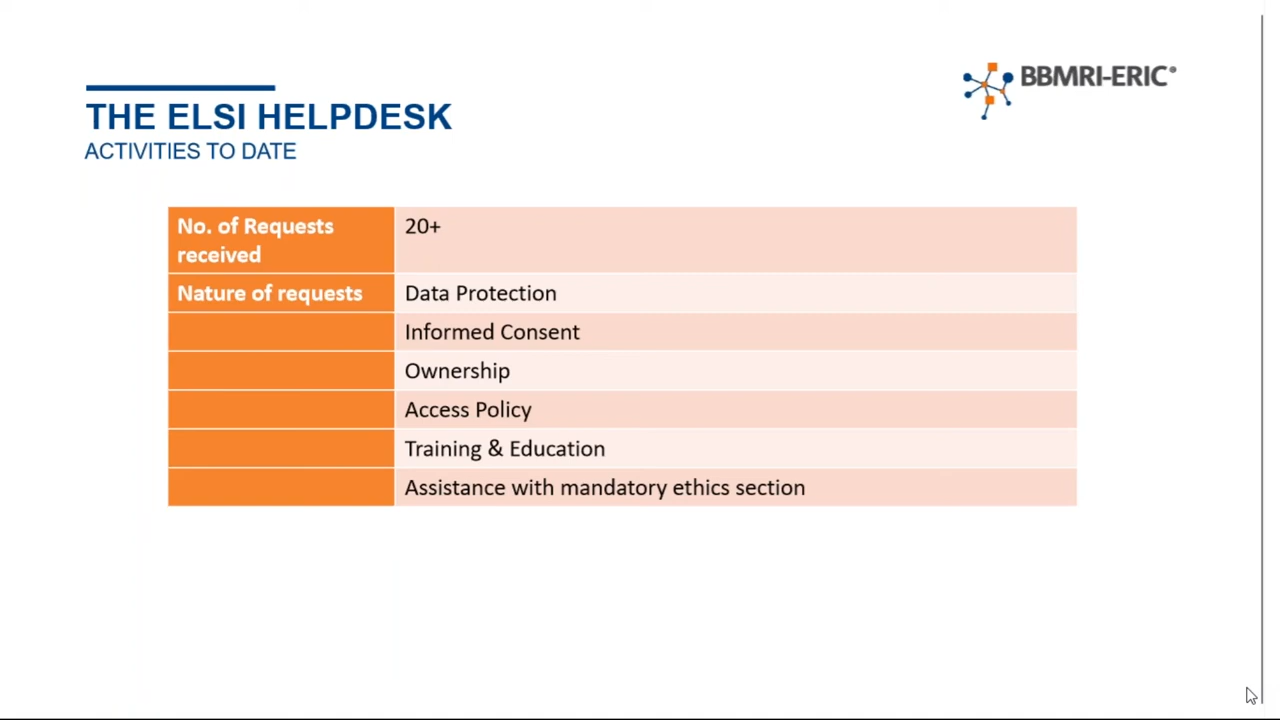 BBMRI-ERIC®
THE ELSI HELPDESK
ACTIVITIES TO DATE
No. of Requests received
20+
Nature of requests
Data Protection
Informed Consent
Ownership
Access Policy
Training & Education
Assistance with mandatory ethics section